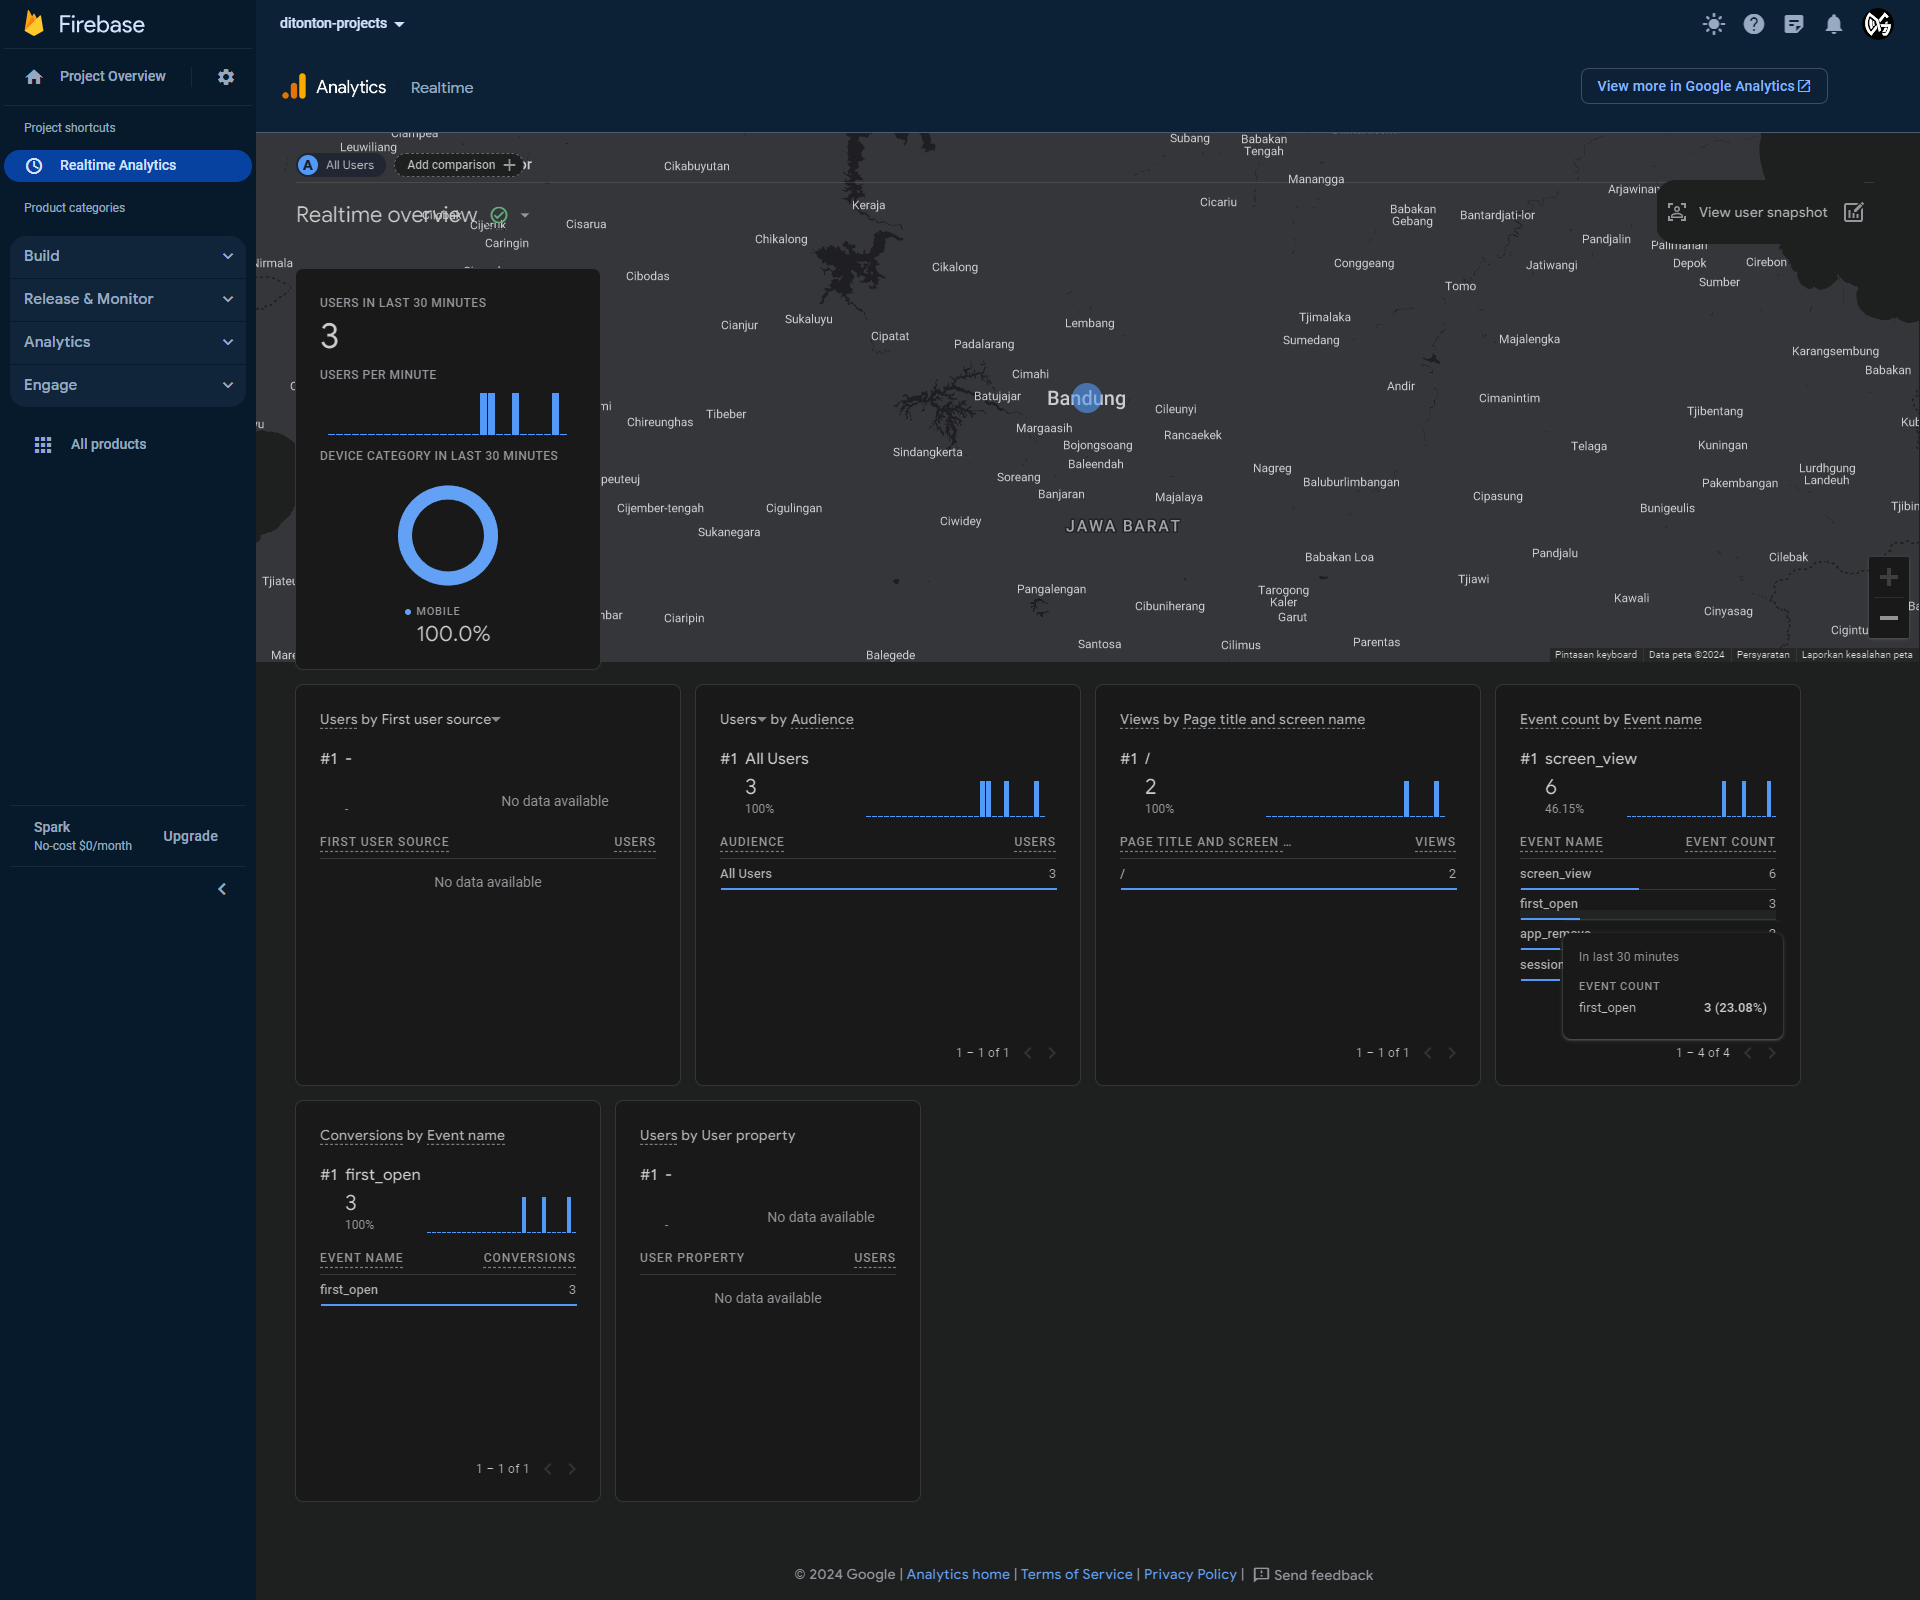 Firebase
ditonton-projects
Project Overview
Analytics
Realtime
View more in Google Analytics
Project shortcuts
Realtime Analytics
Product categories
Build
Release & Monitor
Analytics
Engage
All products
Spark
No-cost $0/month
Upgrade
Leuwiliang
Ciampea
Subang
Babakan
Tengah
A
All Users
Add comparison
Cikabuyutan
Manangga
Keraja
Cicariu
Realtime overview
Cijeruk
Caringin
Cisarua
Babakan
Gebang
Bantardjati-lor
View user snapshot
Chikalong
Pandjalin
Palimanan
Cibodas
Cikalong
Conggeang
Jatiwangi
Depok
Cirebon
Sumber
Tomo
USERS IN LAST 30 MINUTES
3
Cianjur
Sukaluyu
Cipatat
Lembang
Tjimalaka
Sumedang
Majalengka
Padalarang
Karangsembung
Babakan
USERS PER MINUTE
Cimahi
Batujajar
Bandung
Andir
Cimanintim
Tibeber
Chireunghas
Cileunyi
Tjibentang
Margaasih
Rancaekek
Bojongsoang
Sindangkerta
Baleendah
Telaga
Kuningan
DEVICE CATEGORY IN LAST 30 MINUTES
Soreang
Nagreg
Baluburlimbangan
Lurdhgung
Landeuh
Pakembangan
Banjaran
Majalaya
Cipasung
Cijember-tengah
Cigulingan
Bunigeulis
Ciwidey
JAWA BARAT
Sukanegara
Babakan Loa
Pandjalu
Cilebak
Tjiawi
Pangalengan
Tarogong
Kaler
Garut
Kawali
Cibuniherang
Cinyasag
Ciaripin
MOBILE
100.0%
Santosa
Cilimus
Parentas
Balegede
Pintasan keyboard
Data peta ©2024
Persyaratan
Laporkan kesalahan peta
Users by First user source
#1 -
-
No data available
FIRST USER SOURCE
USERS
No data available
Users by Audience
#1 All Users
3
100%
AUDIENCE
USERS
All Users
3
1 – 1 of 1
Views by Page title and screen name
#1 /
2
100%
PAGE TITLE AND SCREEN …
VIEWS
/
2
1 – 1 of 1
Event count by Event name
#1 screen_view
6
46.15%
EVENT NAME
EVENT COUNT
screen_view
6
first_open
3
In last 30 minutes
EVENT COUNT
first_open
3 (23.08%)
1 – 4 of 4
Conversions by Event name
#1 first_open
3
100%
EVENT NAME
CONVERSIONS
first_open
3
1 – 1 of 1
Users by User property
#1 -
-
No data available
USER PROPERTY
USERS
No data available
© 2024 Google | Analytics home | Terms of Service | Privacy Policy | Send feedback